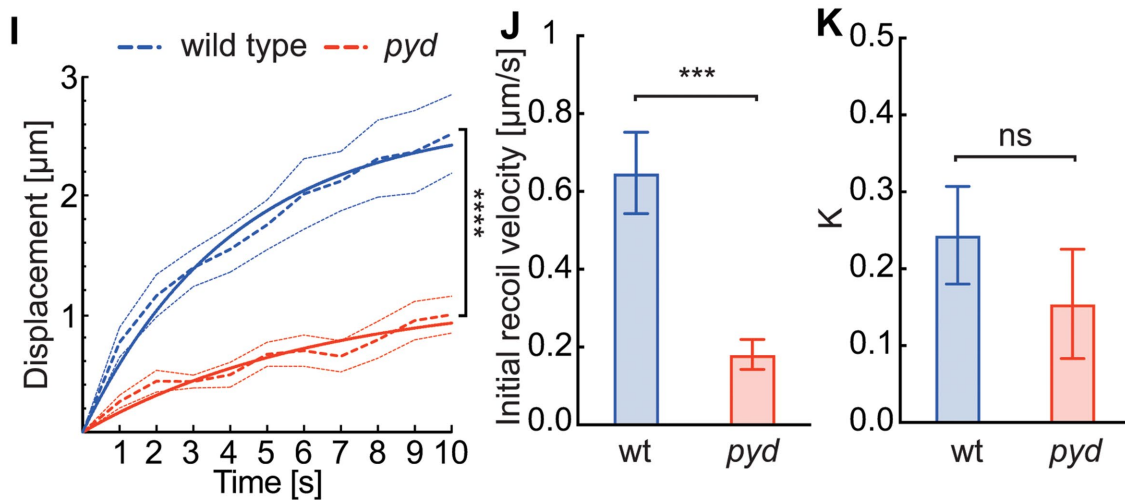 I
wild type pyd
Displacement [µm]
3
2
1
1 2 3 4 5 6 7 8 9 10
Time [s]
****
J
Initial recoil velocity [µm/s]
1
0.8
0.6
0.4
0.2
0.0
***
wt pyd
K
K
0.5
0.4
0.3
0.2
0.1
0.0
ns
wt pyd